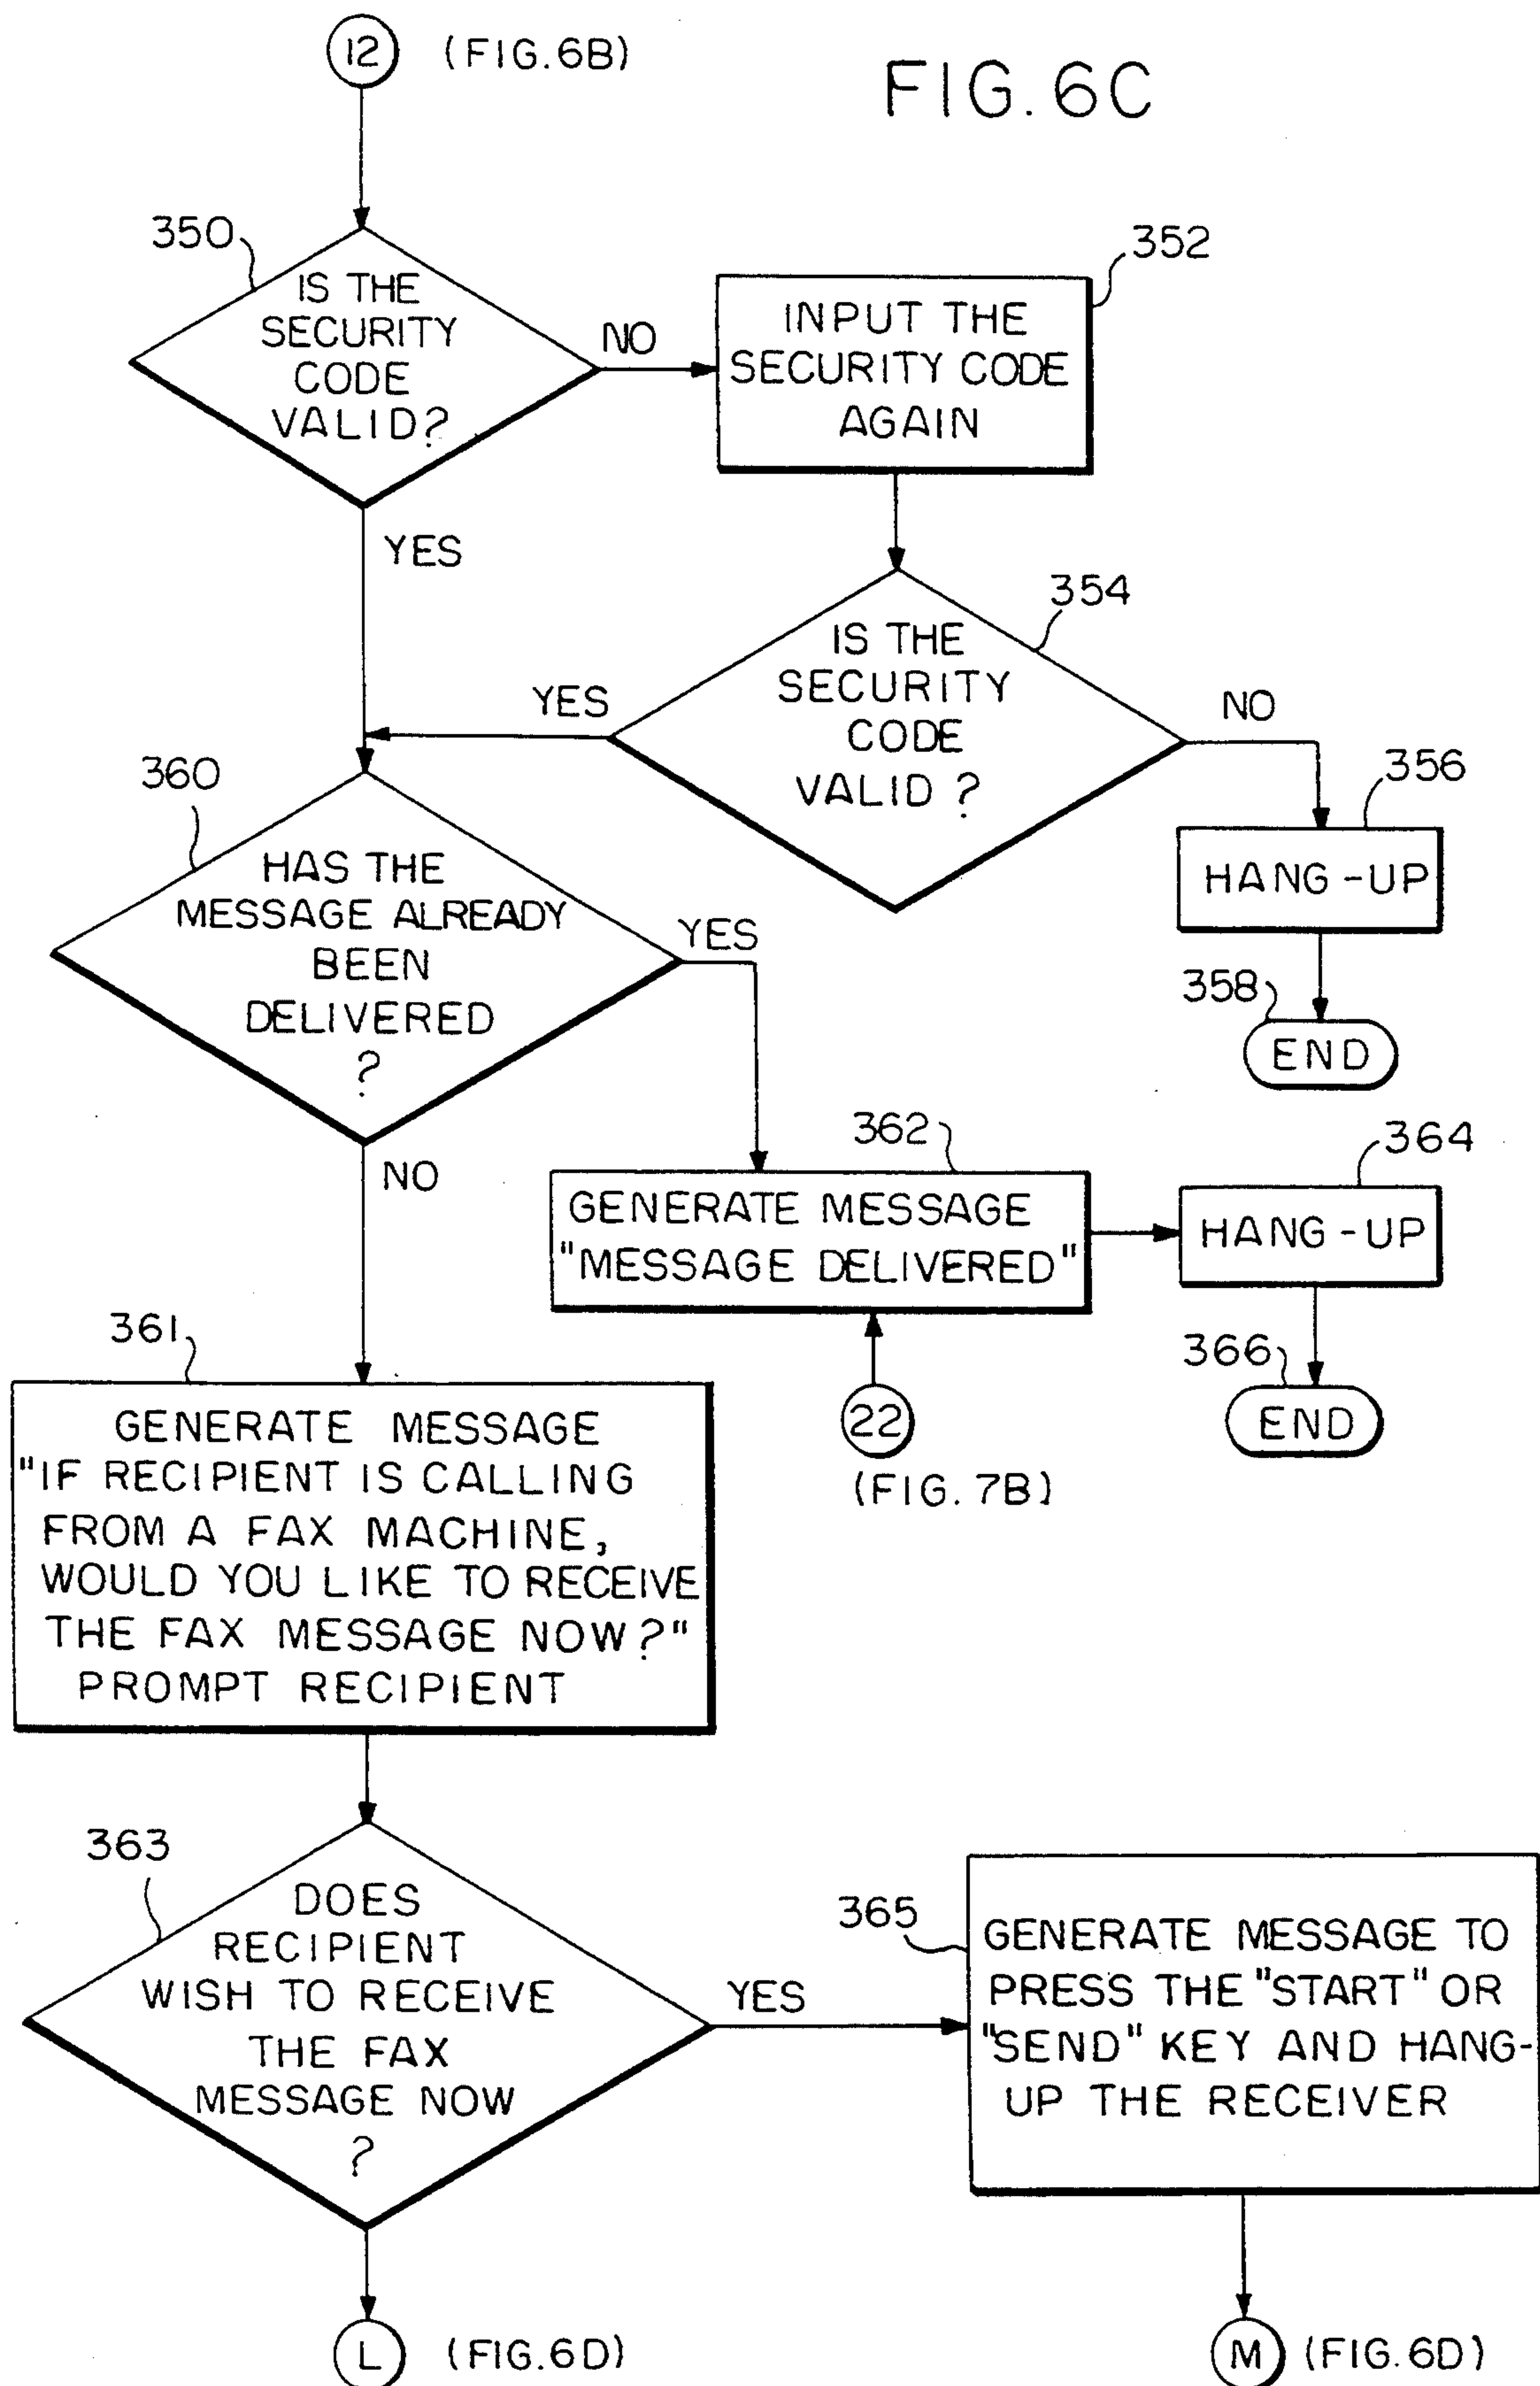 12 (FIG.6B)
FIG. 6C
350
IS THE
SECURITY
CODE
VALID?
NO
352
INPUT THE
SECURITY CODE
AGAIN
YES
354
IS THE
SECURITY
CODE
VALID ?
YES
NO
356
HANG-UP
358
END
360
HAS THE
MESSAGE ALREADY
BEEN
DELIVERED
?
YES
NO
362
GENERATE MESSAGE
"MESSAGE DELIVERED"
364
HANG-UP
366
END
22
(FIG. 7B)
361
GENERATE MESSAGE
"IF RECIPIENT IS CALLING
FROM A FAX MACHINE,
WOULD YOU LIKE TO RECEIVE
THE FAX MESSAGE NOW?"
PROMPT RECIPIENT
363
DOES
RECIPIENT
WISH TO RECEIVE
THE FAX
MESSAGE NOW
?
YES
365
GENERATE MESSAGE TO
PRESS THE "START" OR
"SEND" KEY AND HANG-
UP THE RECEIVER
L (FIG.6D)
M (FIG.6D)